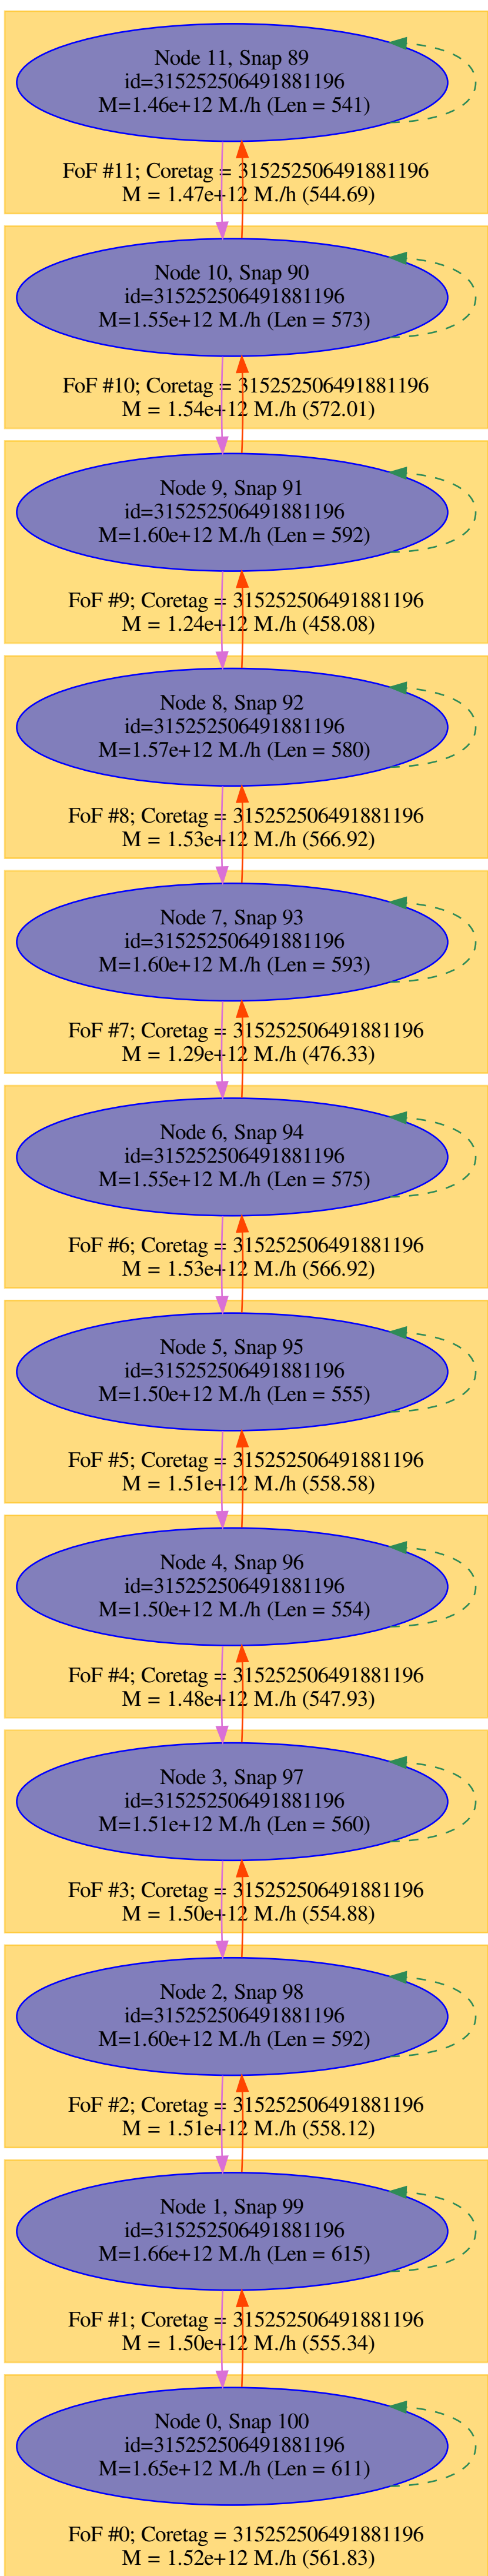 Node 11, Snap 89
id=315252506491881196
M=1.46e+12 M./h (Len = 541)
FoF #11; Coretag = 315252506491881196
M = 1.47e+12 M./h (544.69)
Node 10, Snap 90
id=315252506491881196
M=1.55e+12 M./h (Len = 573)
FoF #10; Coretag = 315252506491881196
M = 1.54e+12 M./h (572.01)
Node 9, Snap 91
id=315252506491881196
M=1.60e+12 M./h (Len = 592)
FoF #9; Coretag = 315252506491881196
M = 1.24e+12 M./h (458.08)
Node 8, Snap 92
id=315252506491881196
M=1.57e+12 M./h (Len = 580)
FoF #8; Coretag = 315252506491881196
M = 1.53e+12 M./h (566.92)
Node 7, Snap 93
id=315252506491881196
M=1.60e+12 M./h (Len = 593)
FoF #7; Coretag = 315252506491881196
M = 1.29e+12 M./h (476.33)
Node 6, Snap 94
id=315252506491881196
M=1.55e+12 M./h (Len = 575)
FoF #6; Coretag = 315252506491881196
M = 1.53e+12 M./h (566.92)
Node 5, Snap 95
id=315252506491881196
M=1.50e+12 M./h (Len = 555)
FoF #5; Coretag = 315252506491881196
M = 1.51e+12 M./h (558.58)
Node 4, Snap 96
id=315252506491881196
M=1.50e+12 M./h (Len = 554)
FoF #4; Coretag = 315252506491881196
M = 1.48e+12 M./h (547.93)
Node 3, Snap 97
id=315252506491881196
M=1.51e+12 M./h (Len = 560)
FoF #3; Coretag = 315252506491881196
M = 1.50e+12 M./h (554.88)
Node 2, Snap 98
id=315252506491881196
M=1.60e+12 M./h (Len = 592)
FoF #2; Coretag = 315252506491881196
M = 1.51e+12 M./h (558.12)
Node 1, Snap 99
id=315252506491881196
M=1.66e+12 M./h (Len = 615)
FoF #1; Coretag = 315252506491881196
M = 1.50e+12 M./h (555.34)
Node 0, Snap 100
id=315252506491881196
M=1.65e+12 M./h (Len = 611)
FoF #0; Coretag = 315252506491881196
M = 1.52e+12 M./h (561.83)